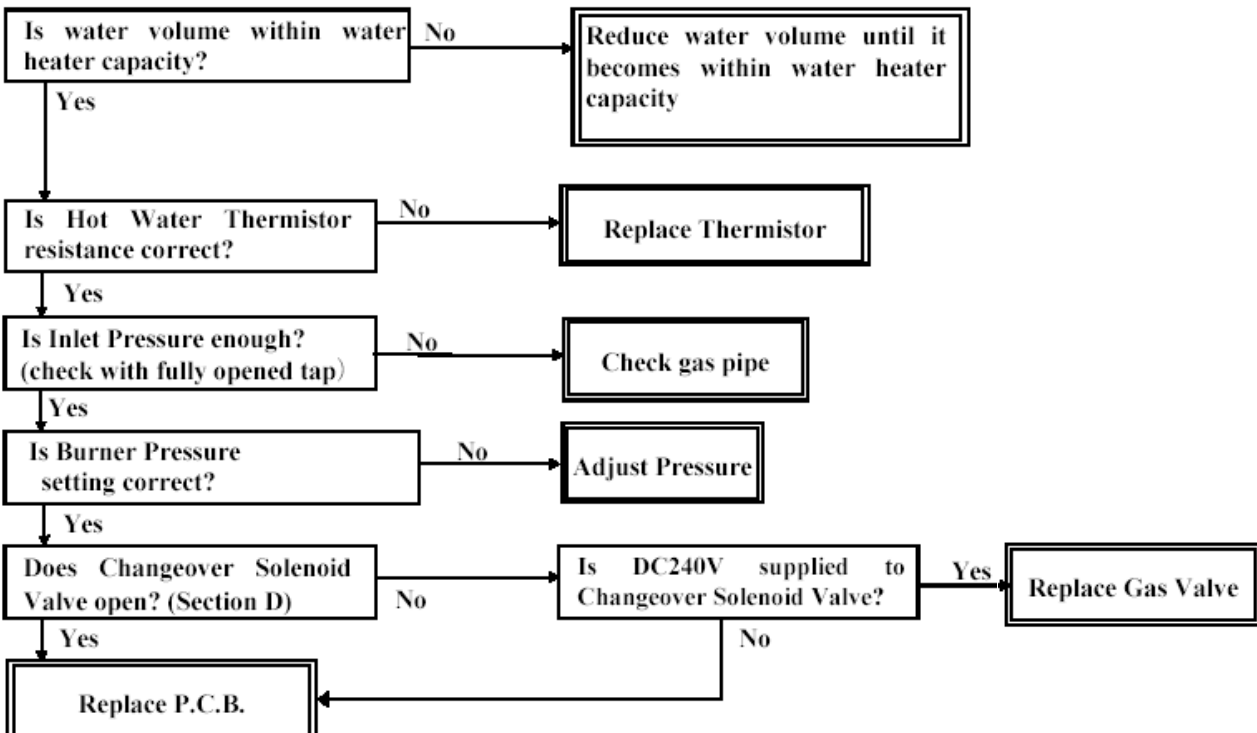 Is water volume within water
heater capacity?
No
Reduce water volume until it
becomes within water heater
capacity
Yes
Is Hot Water Thermistor
resistance correct?
No
Replace Thermistor
Yes
Is Inlet Pressure enough?
(check with fully opened tap）
No
Check gas pipe
Yes
Is Burner Pressure
setting correct?
No
Adjust Pressure
Yes
Does Changeover Solenoid
Valve open? (Section D)
No
Is DC240V supplied to
Changeover Solenoid Valve?
Yes
Replace Gas Valve
Yes
No
Replace P.C.B.